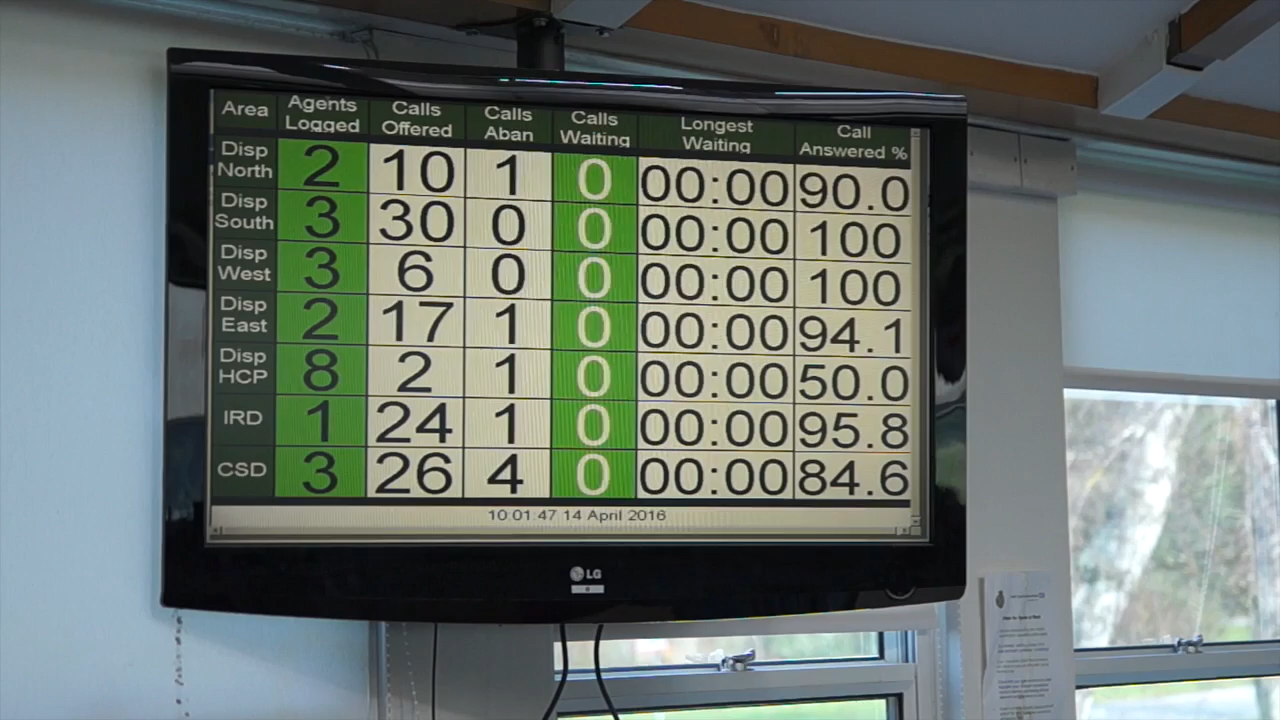 Area Agents Logged Calls Offered Calls Aban Calls Waiting Longest Waiting Call Answered %
Disp North 2 10 1 0 00:00 90.0
Disp South 3 30 0 0 00:00 100
Disp West 3 6 0 0 00:00 100
Disp East 2 17 1 0 00:00 94.1
Disp HCP 8 2 1 0 00:00 50.0
IRD 1 24 1 0 00:00 95.8
CSD 3 26 4 0 00:00 84.6
10:01:47 14 April 2016
LG